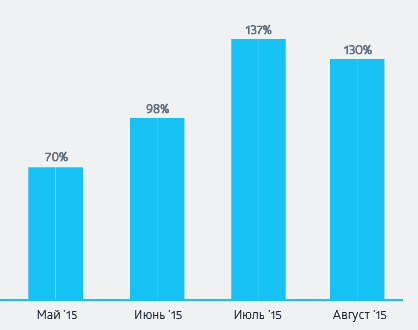 137%
130%
98%
70%
Май '15
Июнь '15
Июль '15
Август '15